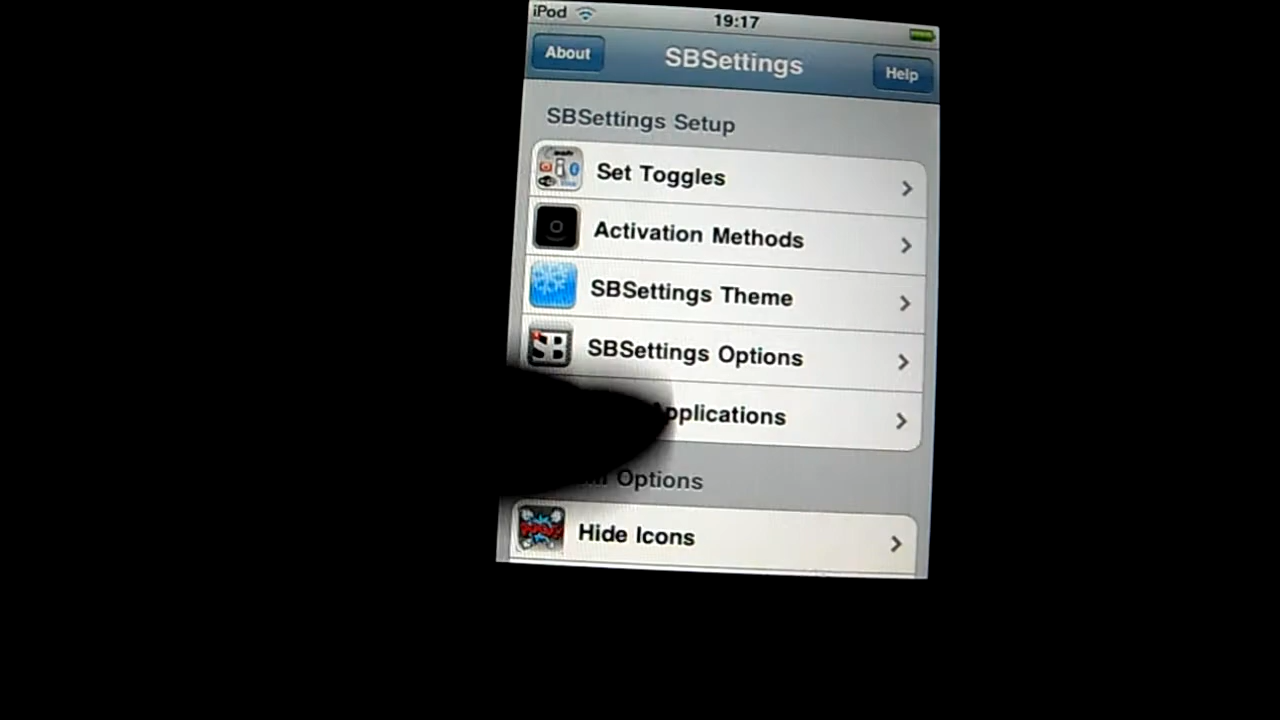 iPod
19:17
About
SBSettings
Help
SBSettings Setup
Set Toggles
Activation Methods
SBSettings Theme
SBSettings Options
Applications
Options
Hide Icons